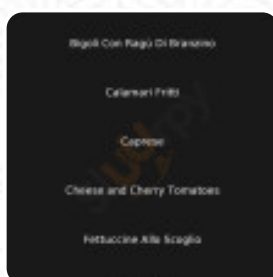 Bigoli Con Ragù Di Branzino
Calamari Fritti
Caprese
Cheese and Cherry Tomatoes
Fettuccine Allo Scoglio